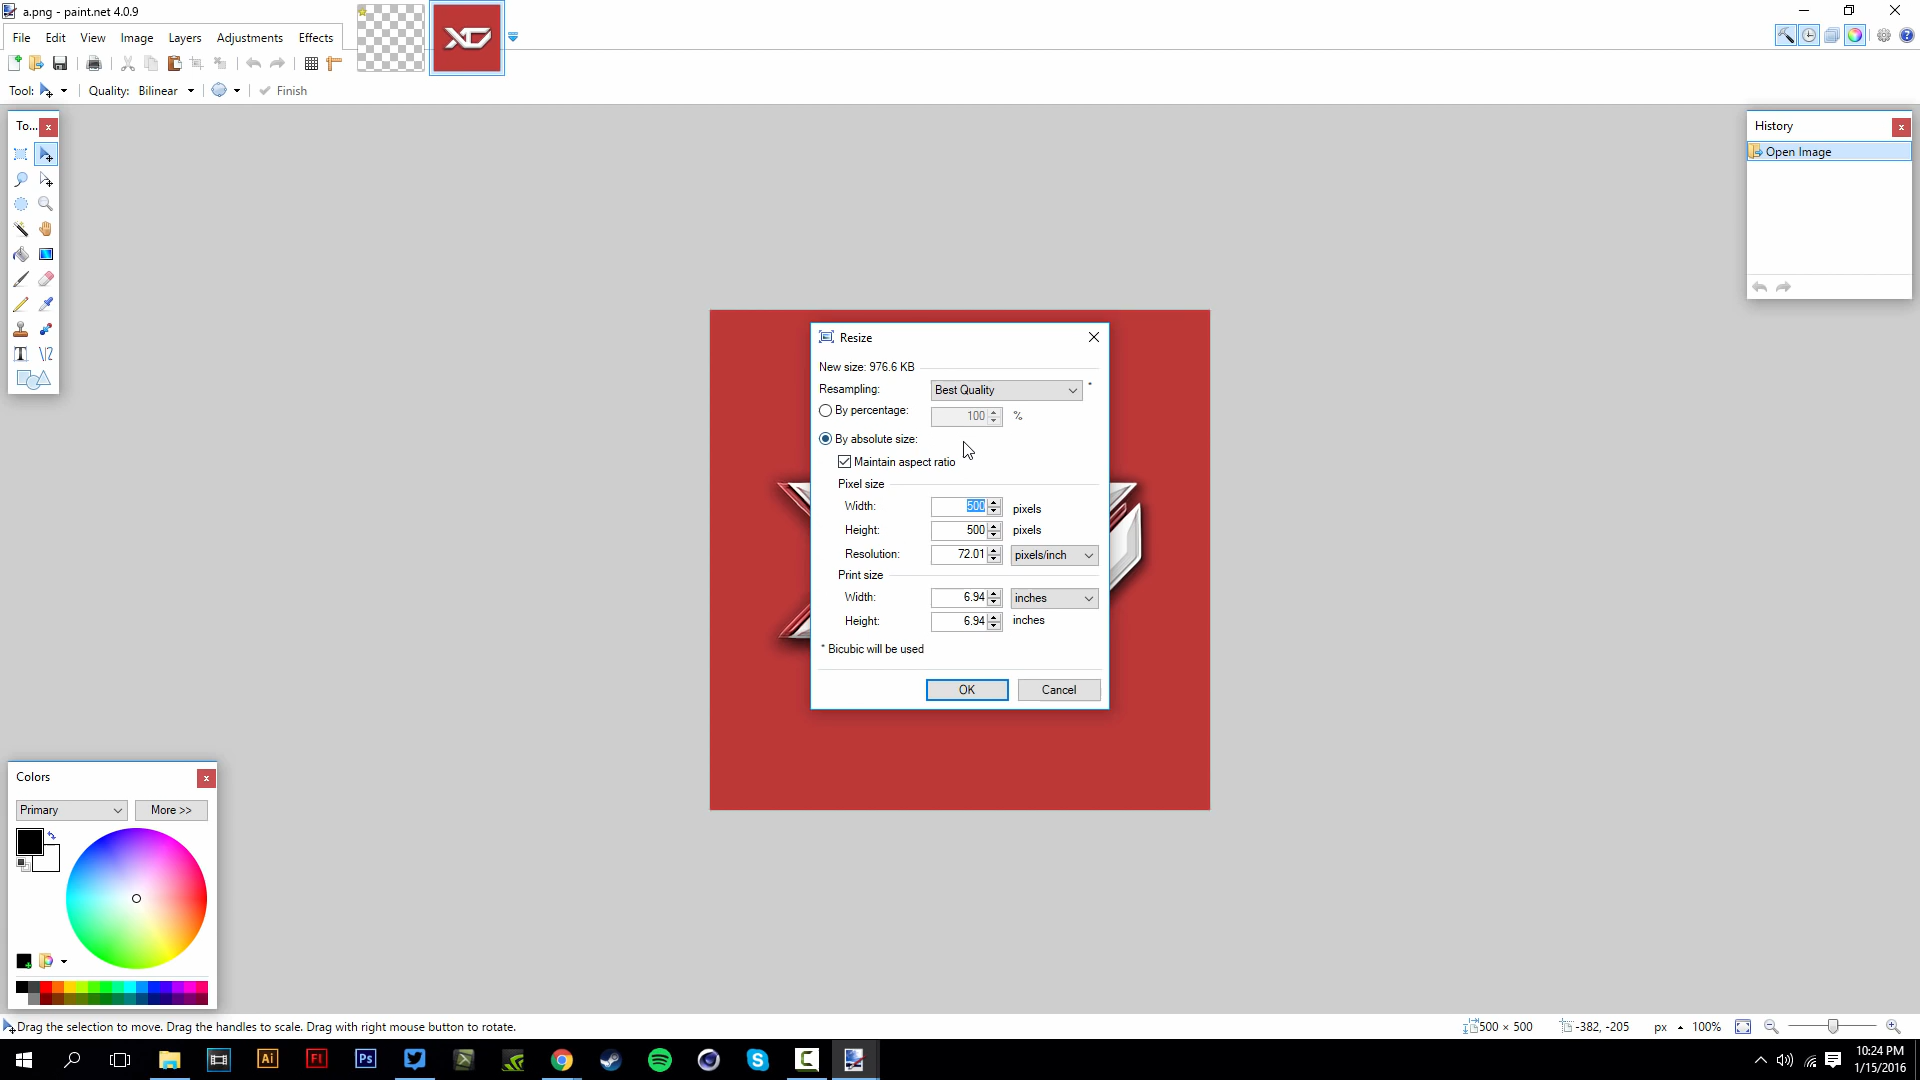 a.png - paint.net 4.0.9
File Edit View Image Layers Adjustments Effects
XD
Tool: Quality: Bilinear Finish
To...
History
Open Image
Resize
New size: 976.6 KB
Resampling: Best Quality *
By percentage: 100 %
By absolute size:
Maintain aspect ratio
Pixel size
Width: 500 pixels
Height: 500 pixels
Resolution: 72.01 pixels/inch
Print size
Width: 6.94 inches
Height: 6.94 inches
* Bicubic will be used
OK Cancel
Colors
Primary More >>
Drag the selection to move. Drag the handles to scale. Drag with right mouse button to rotate.
500 × 500 -382, -205 px 100%
Ai Fl Ps
10:24 PM
1/15/2016